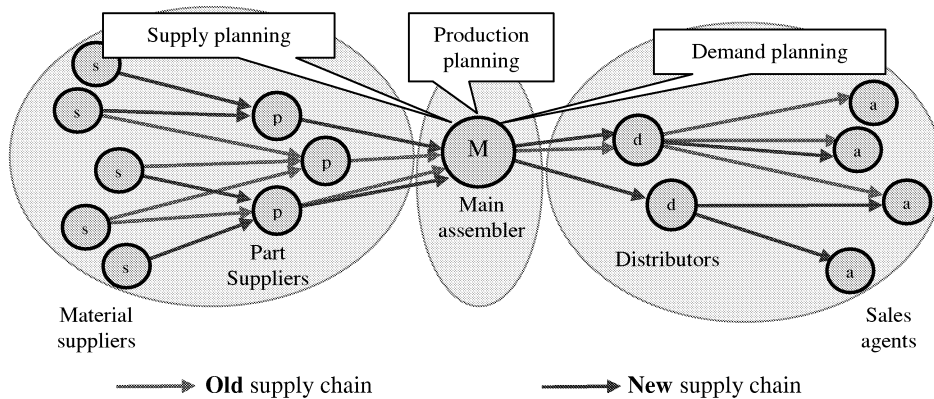 Supply planning
Production
planning
Demand planning
s
s
s
s
s
p
p
p
M
Main
assembler
d
d
a
a
a
a
Part
Suppliers
Distributors
Material
suppliers
Sales
agents
Old supply chain
New supply chain